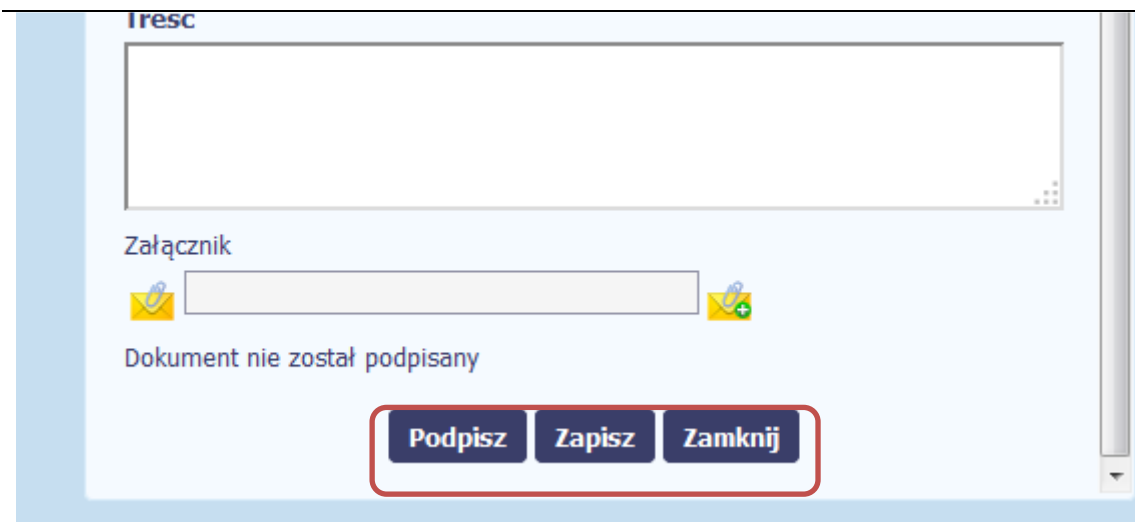 Treść
Załącznik
Dokument nie został podpisany
Podpisz Zapisz Zamknij